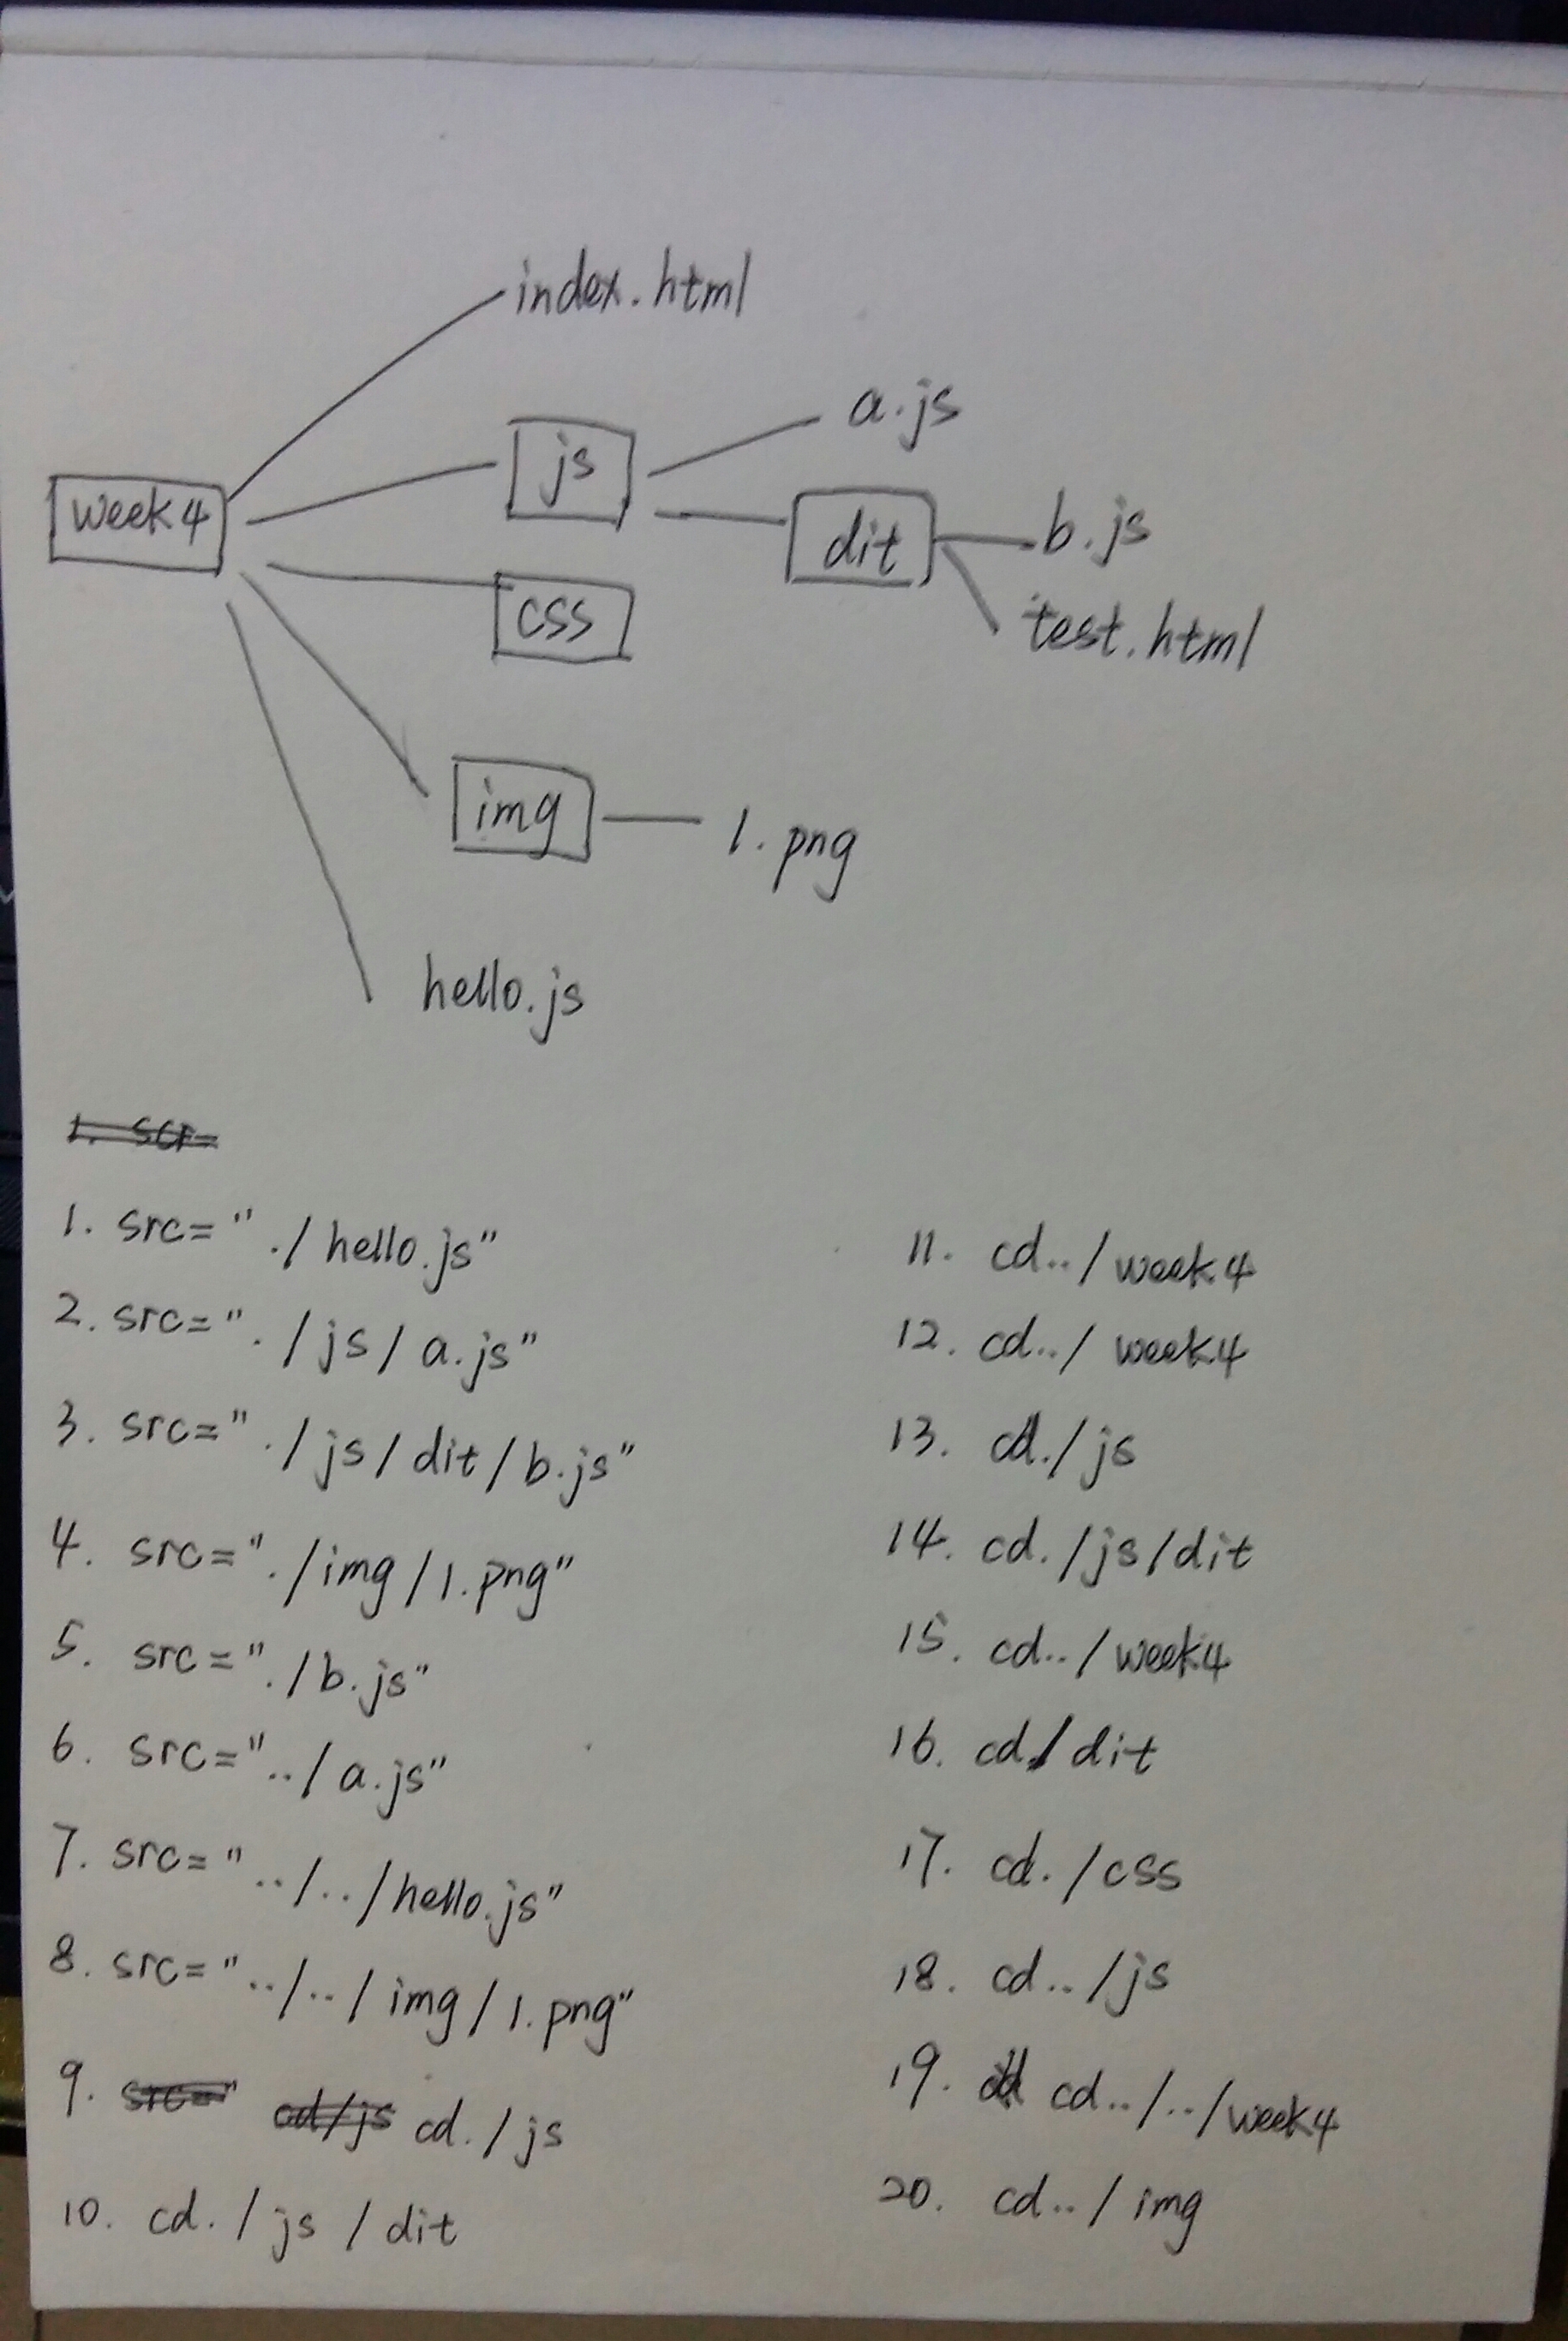 index.html
a.js
js
week4
dit
b.js
css
test.html
img
1.png
hello.js
1. scr=
1. src=" ./hello.js"
2. src=" ./js/a.js"
3. src=" ./js/dit/b.js"
4. src=" ./img/1.png"
5. src=" ./b.js"
6. src="../a.js"
7. src="../../hello.js"
8. src="../../img/1.png"
9. src=" cd/js cd./js
10. cd./js/dit
11. cd../week4
12. cd../week4
13. cd./js
14. cd./js/dit
15. cd../week4
16. cd./dit
17. cd./css
18. cd../js
19. cd../../week4
20. cd../img